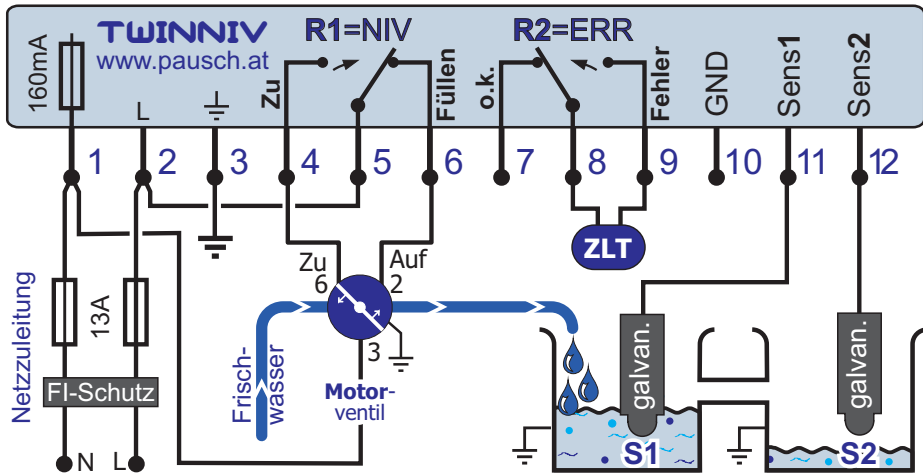 TWINNIV
www.pausch.at
160mA
L
R1=NIV
Zu
Füllen
R2=ERR
o.k.
Fehler
GND
Sens1
Sens2
1 2 3 4 5 6 7 8 9 10 11 12
Zu
6
Auf
2
3
ZLT
Netzzuleitung
13A
FI-Schutz
N L
Frisch-
wasser
Motor-
ventil
galvan.
S1
galvan.
S2